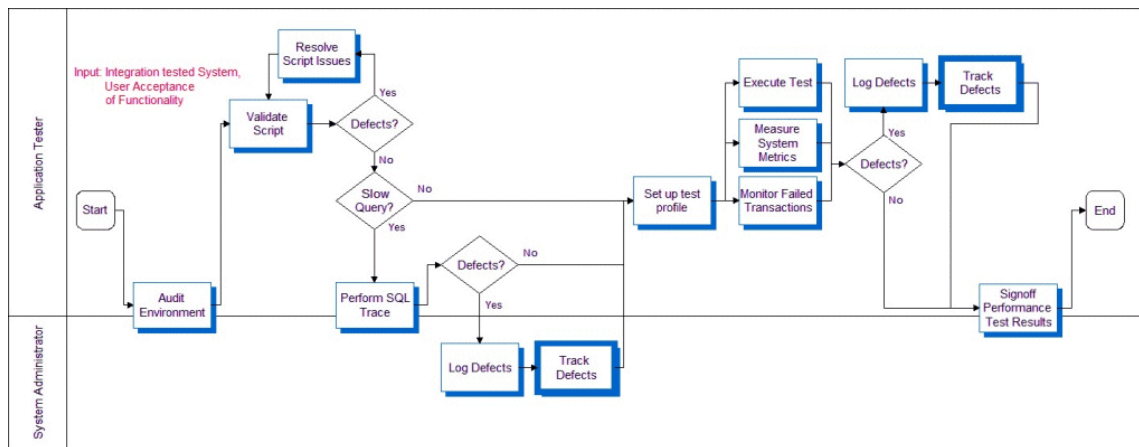 Application Tester
Input: Integration tested System,
User Acceptance
of Functionality
Resolve
Script Issues
Yes
Validate
Script
Defects?
No
Slow
Query?
No
Yes
Start
Audit
Environment
Perform SQL
Trace
Defects?
No
Yes
Set up test
profile
Execute Test
Measure
System
Metrics
Monitor Failed
Transactions
Log Defects
Track
Defects
Yes
Defects?
No
End
Signoff
Performance
Test Results
System Administrator
Log Defects
Track
Defects